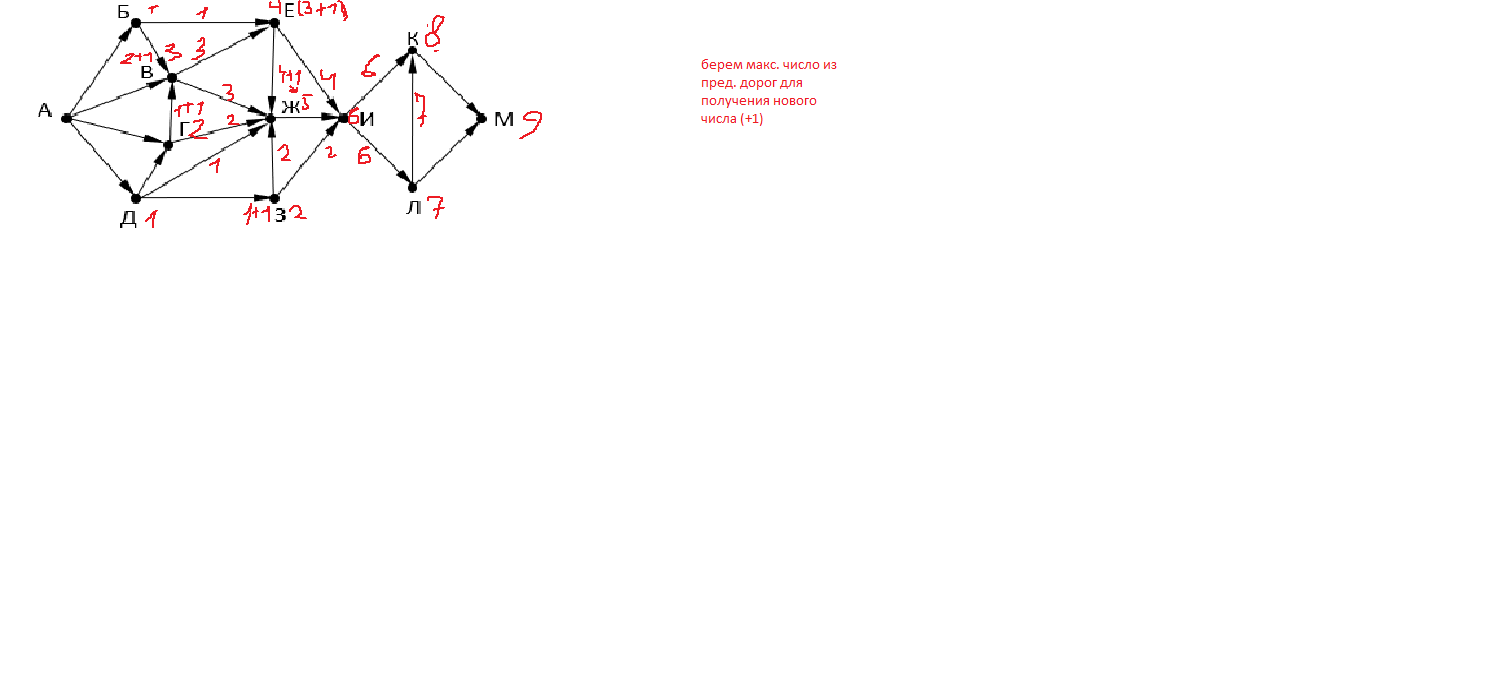 Б 1 1 4 Е (3+1)
К 8
2+1 3 3
В
6
4+1 4
3
А
1+1
Ж 5
7
Г 2 2
6 И
М 9
1
2 2 6
Д 1
1+1 З 2
Л 7
берем макс. число из
пред. дорог для
получения нового
числа (+1)